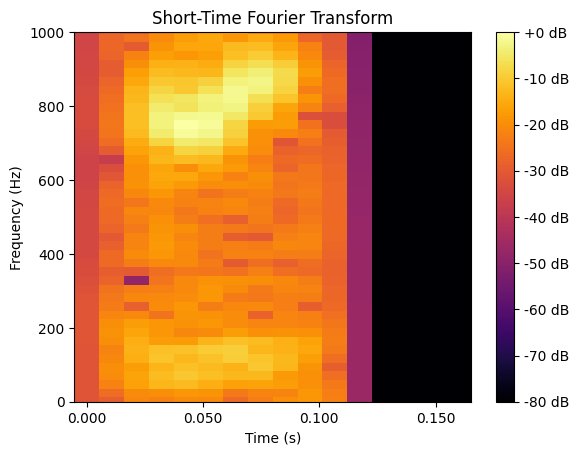 Short-Time Fourier Transform
1000
800
600
400
200
0
Frequency (Hz)
0.000
0.050
0.100
0.150
Time (s)
+0 dB
-10 dB
-20 dB
-30 dB
-40 dB
-50 dB
-60 dB
-70 dB
-80 dB